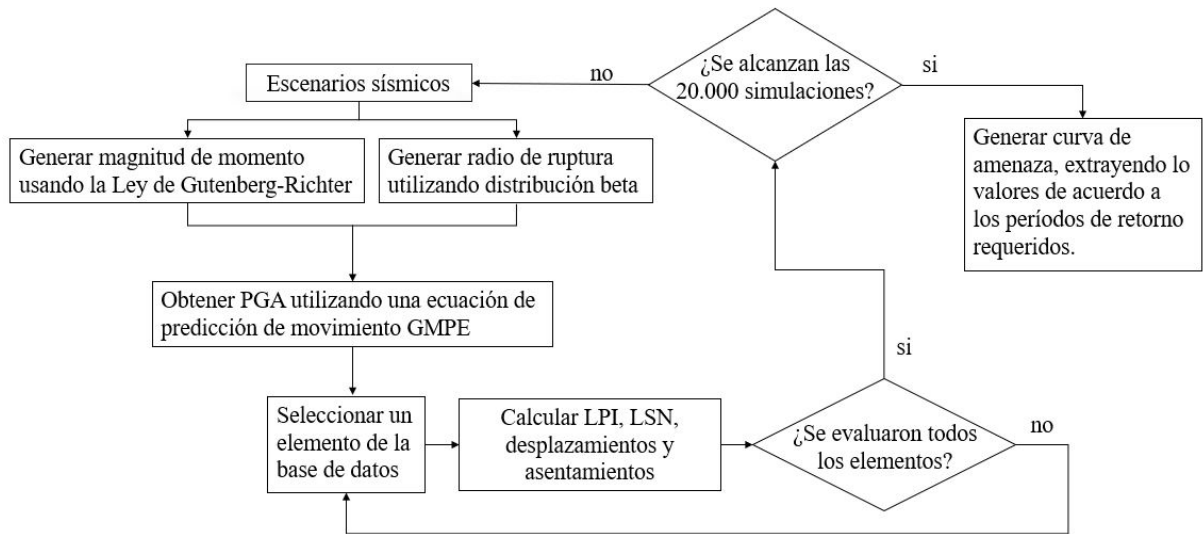 ¿Se alcanzan las
20.000 simulaciones?
no
si
Escenarios sísmicos
Generar magnitud de momento
usando la Ley de Gutenberg-Richter
Generar radio de ruptura
utilizando distribución beta
Generar curva de
amenaza, extrayendo lo
valores de acuerdo a
los períodos de retorno
requeridos.
Obtener PGA utilizando una ecuación de
predicción de movimiento GMPE
Seleccionar un
elemento de la
base de datos
Calcular LPI, LSN,
desplazamientos y
asentamientos
¿Se evaluaron todos
los elementos?
si
no